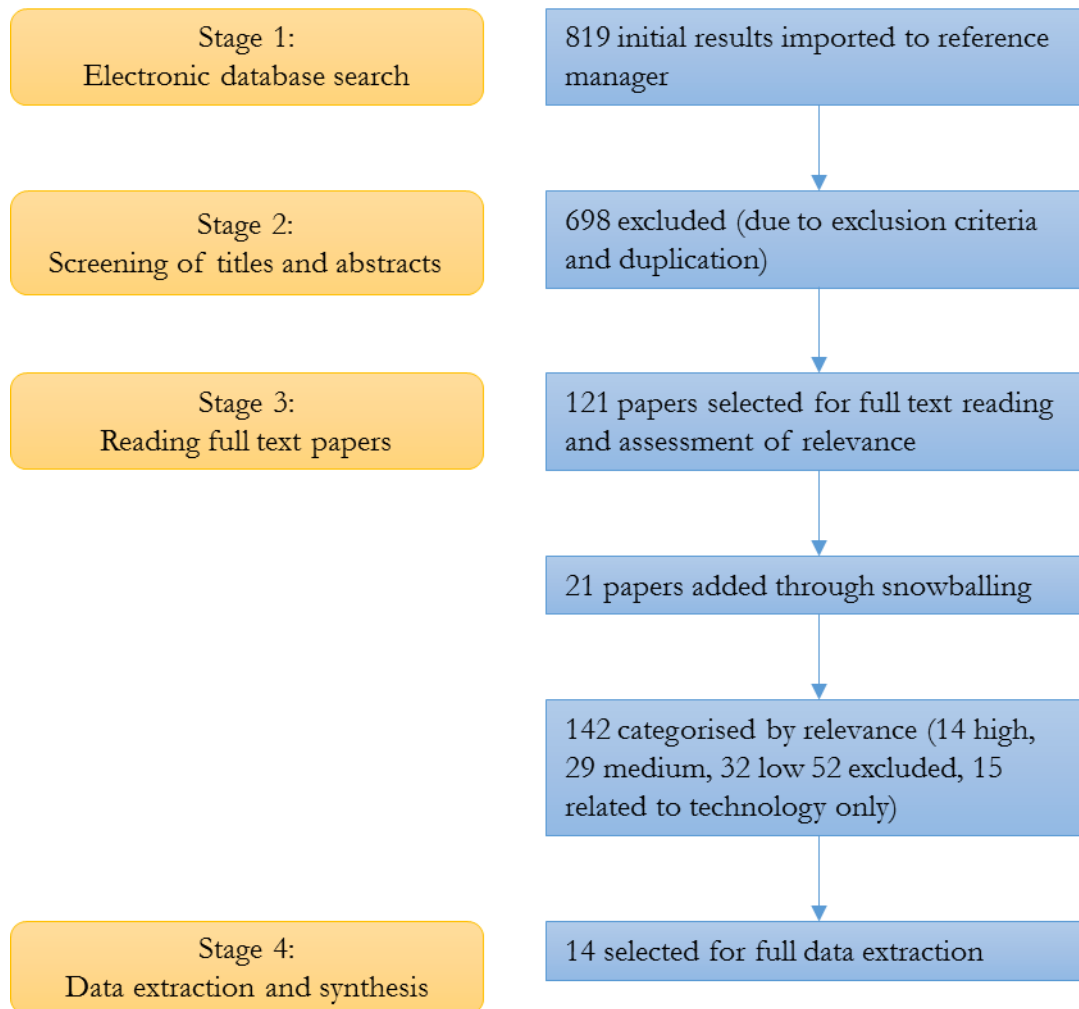 Stage 1:
Electronic database search
819 initial results imported to reference
manager
Stage 2:
Screening of titles and abstracts
698 excluded (due to exclusion criteria
and duplication)
Stage 3:
Reading full text papers
121 papers selected for full text reading
and assessment of relevance
21 papers added through snowballing
142 categorised by relevance (14 high,
29 medium, 32 low 52 excluded, 15
related to technology only)
Stage 4:
Data extraction and synthesis
14 selected for full data extraction